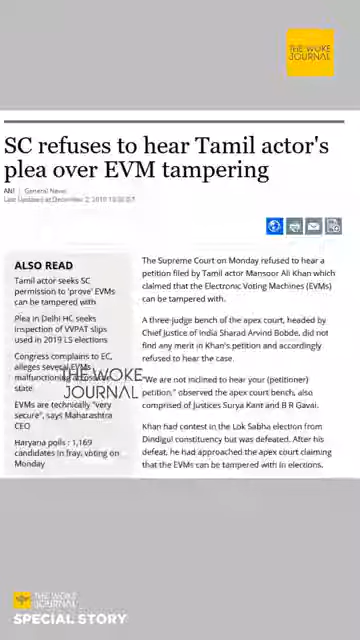 THE WOKE
JOURNAL
SC refuses to hear Tamil actor's
plea over EVM tampering
ANI | General News
Last Updated at December 2, 2019
ALSO READ
Tamil actor seeks SC
permission to 'prove' EVMs
can be tampered with
Plea in Delhi HC seeks
inspection of VVPAT slips
used in 2019 LS elections
Congress complains to EC,
alleges several EVMs
malfunctioning across
state
EVMs are technically "very
secure", says Maharashtra
CEO
Haryana polls : 1,169
candidates in fray, voting on
Monday
The Supreme Court on Monday refused to hear a
petition filed by Tamil actor Mansoor Ali Khan which
claimed that the Electronic Voting Machines (EVMs)
can be tampered with.
A three-judge bench of the apex court, headed by
Chief Justice of India Sharad Arvind Bobde, did not
find any merit in Khan's petition and accordingly
refused to hear the case.
"We are not inclined to hear your (petitioner)
petition," observed the apex court bench, also
comprised of Justices Surya Kant and B R Gavai.
Khan had contest in the Lok Sabha election from
Dindigul constituency but was defeated. After his
defeat, he had approached the apex court claiming
that the EVMs can be tampered with in elections.
THE WOKE
JOURNAL
THE WOKE
JOURNAL
SPECIAL STORY